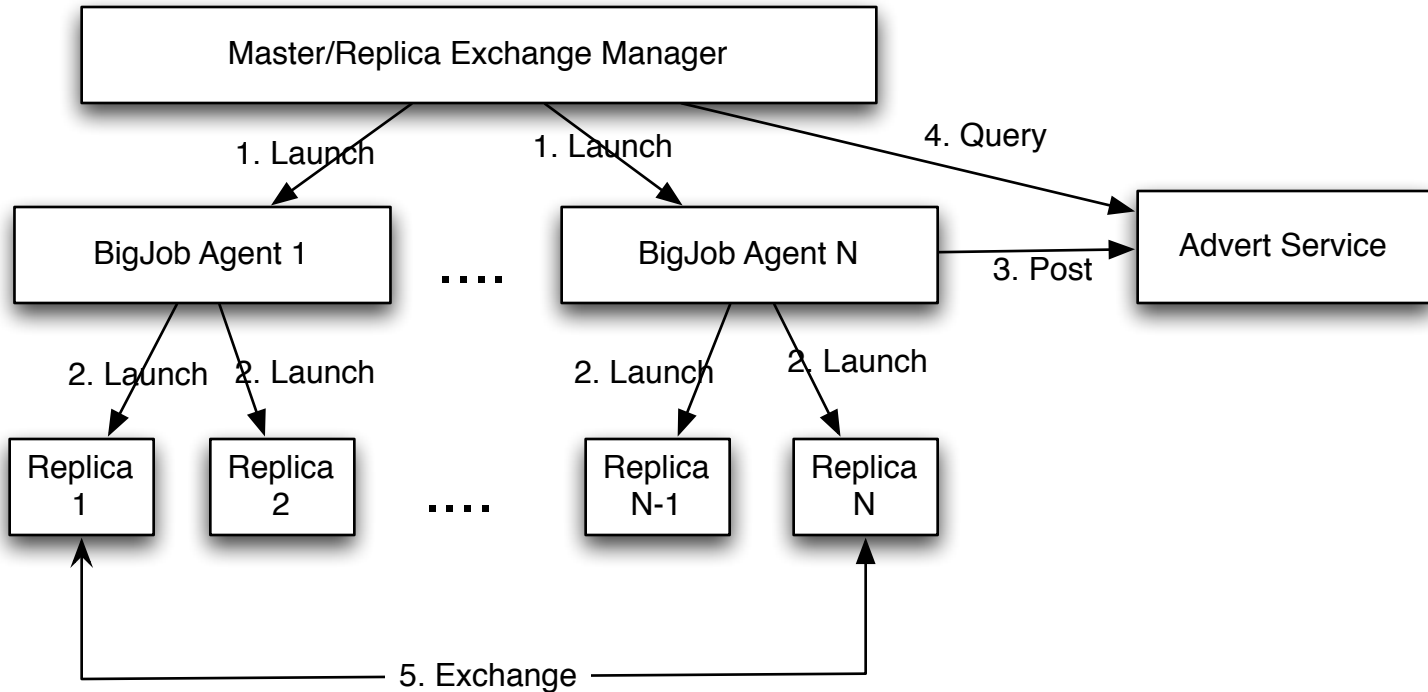 Master/Replica Exchange Manager
1. Launch
1. Launch
4. Query
BigJob Agent 1
....
BigJob Agent N
3. Post
Advert Service
2. Launch
2. Launch
2. Launch
2. Launch
Replica
1
Replica
2
....
Replica
N-1
Replica
N
5. Exchange